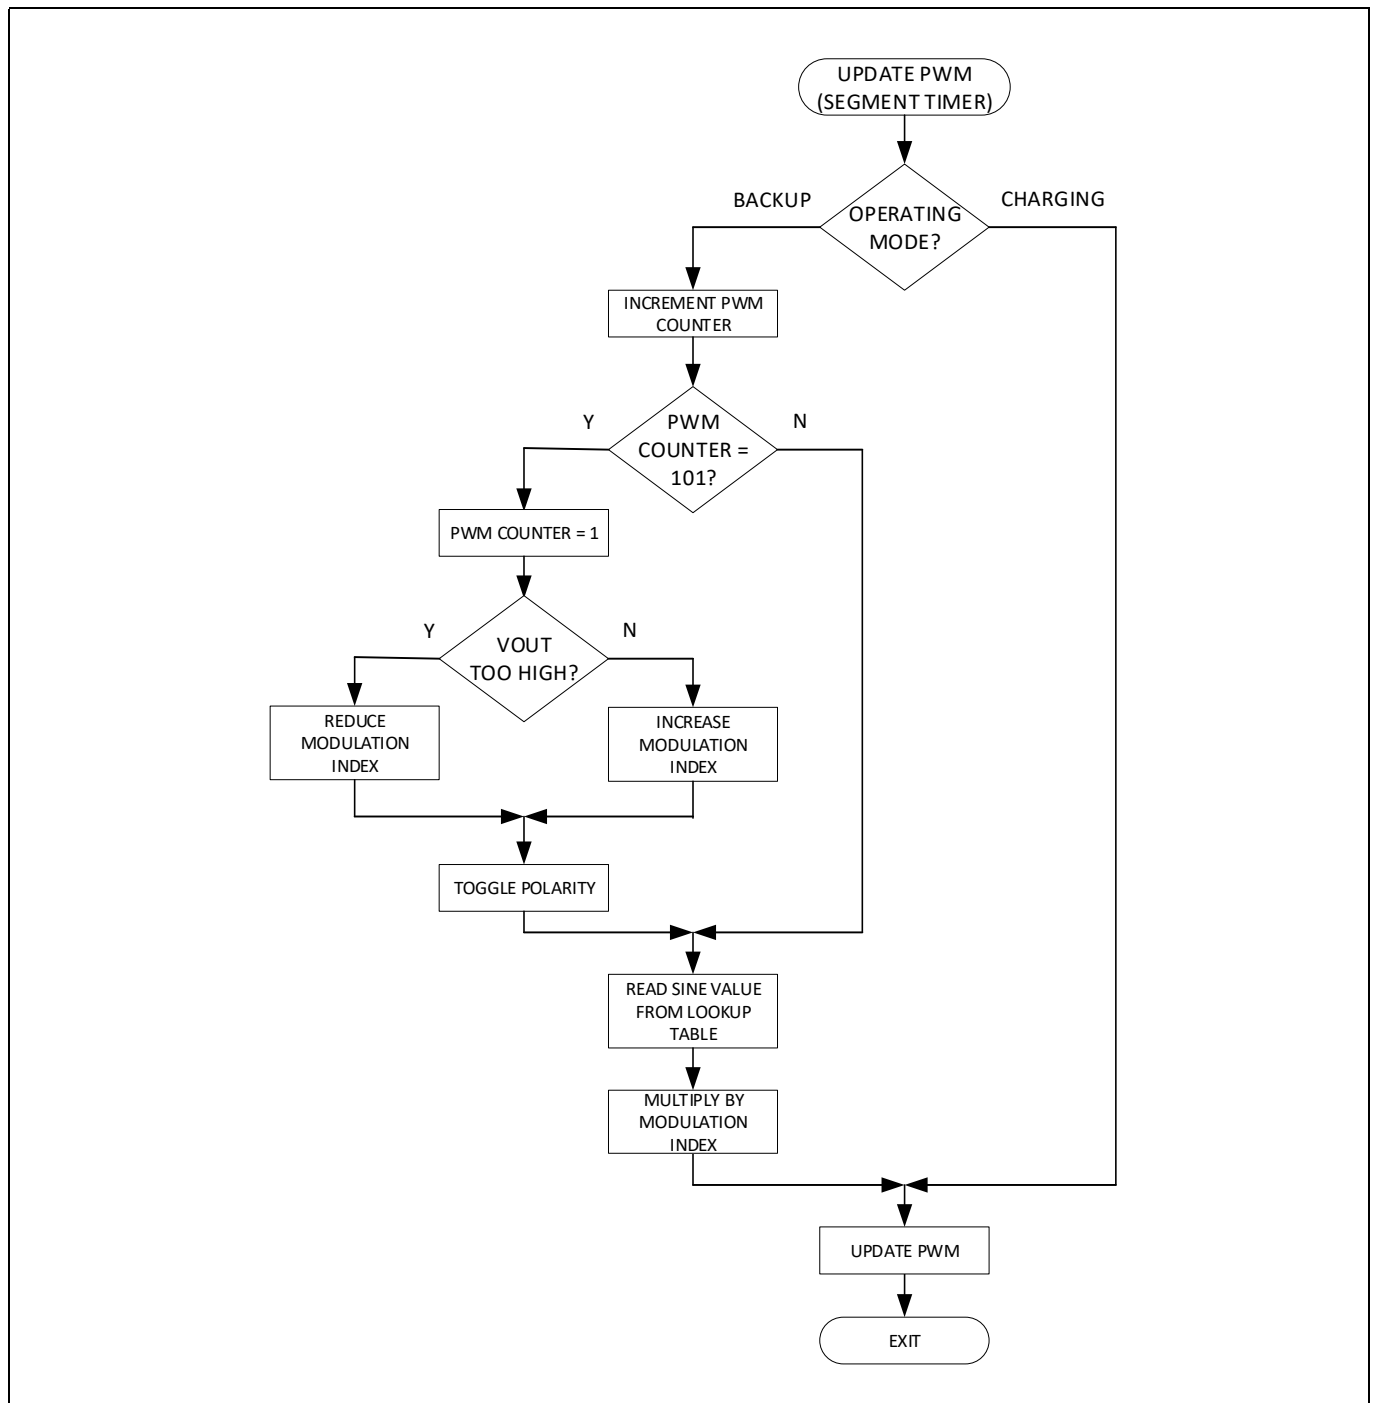 UPDATE PWM
(SEGMENT TIMER)
BACKUP
CHARGING
OPERATING
MODE?
INCREMENT PWM
COUNTER
Y
N
PWM
COUNTER =
101?
PWM COUNTER = 1
Y
N
VOUT
TOO HIGH?
REDUCE
MODULATION
INDEX
INCREASE
MODULATION
INDEX
TOGGLE POLARITY
READ SINE VALUE
FROM LOOKUP
TABLE
MULTIPLY BY
MODULATION
INDEX
UPDATE PWM
EXIT